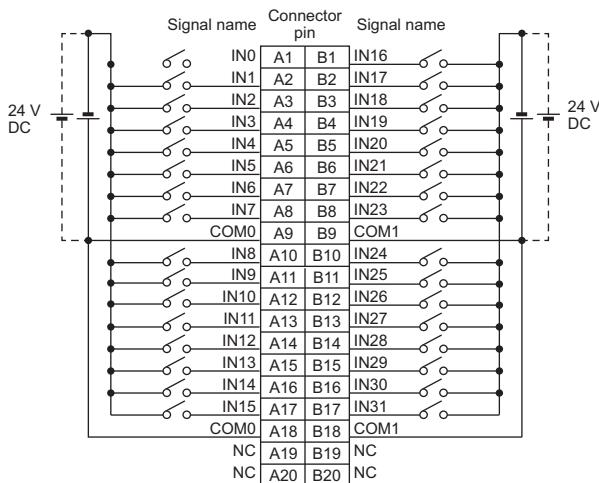 Signal name Connector pin Signal name
IN0 A1 B1 IN16
IN1 A2 B2 IN17
IN2 A3 B3 IN18
IN3 A4 B4 IN19
IN4 A5 B5 IN20
IN5 A6 B6 IN21
IN6 A7 B7 IN22
IN7 A8 B8 IN23
COM0 A9 B9 COM1
IN8 A10 B10 IN24
IN9 A11 B11 IN25
IN10 A12 B12 IN26
IN11 A13 B13 IN27
IN12 A14 B14 IN28
IN13 A15 B15 IN29
IN14 A16 B16 IN30
IN15 A17 B17 IN31
COM0 A18 B18 COM1
NC A19 B19 NC
NC A20 B20 NC
24 V
DC
24 V
DC